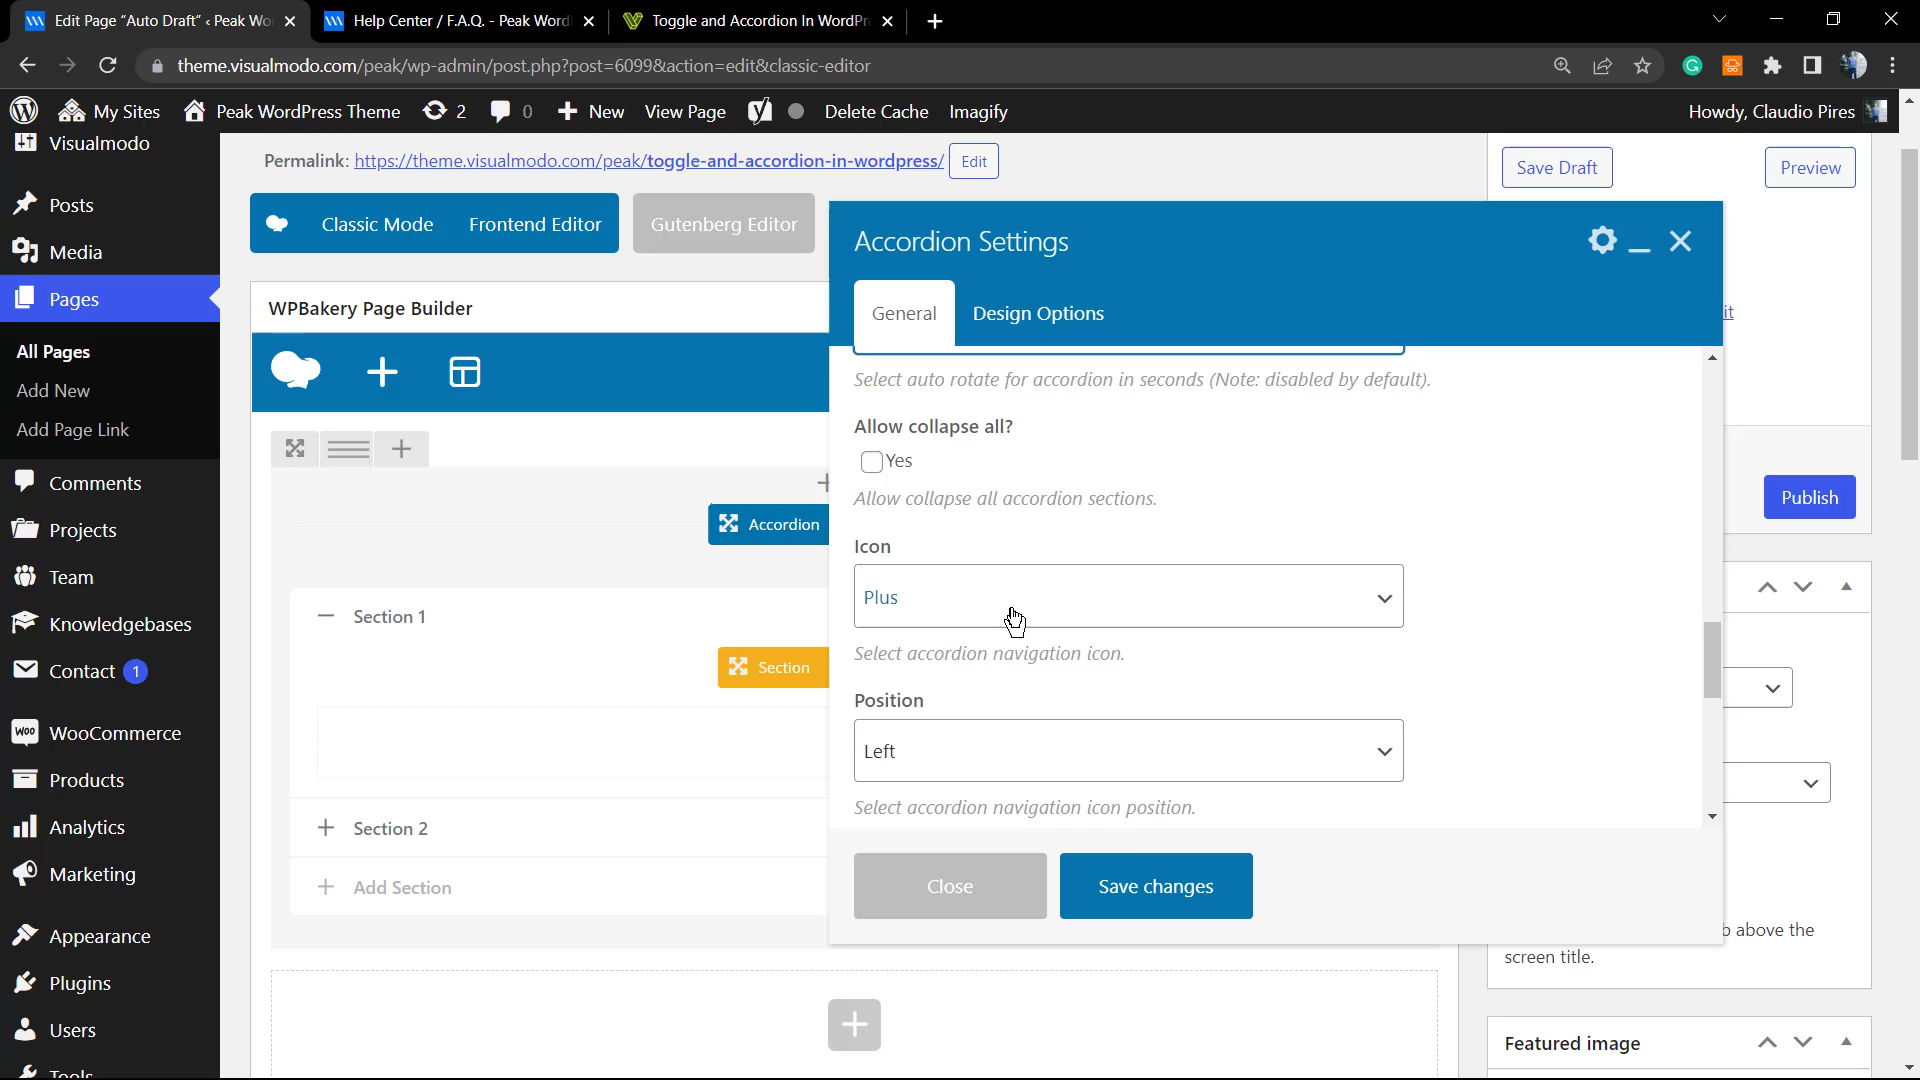 Edit Page “Auto Draft” ‹ Peak Wo
Help Center / F.A.Q. - Peak Word
Toggle and Accordion In WordPr
theme.visualmodo.com/peak/wp-admin/post.php?post=6099&action=edit&classic-editor
My Sites
Peak WordPress Theme
2
0
New
View Page
Delete Cache
Imagify
Howdy, Claudio Pires
Visualmodo
Posts
Media
Pages
All Pages
Add New
Add Page Link
Comments
Projects
Team
Knowledgebases
Contact 1
WooCommerce
Products
Analytics
Marketing
Appearance
Plugins
Users
Tools
Permalink: https://theme.visualmodo.com/peak/toggle-and-accordion-in-wordpress/ Edit
Classic Mode
Frontend Editor
Gutenberg Editor
WPBakery Page Builder
Accordion
Section 1
Section
Section 2
Add Section
Accordion Settings
General
Design Options
Select auto rotate for accordion in seconds (Note: disabled by default).
Allow collapse all?
Yes
Allow collapse all accordion sections.
Icon
Plus
Select accordion navigation icon.
Position
Left
Select accordion navigation icon position.
Close
Save changes
Save Draft
Preview
it
Publish
b above the
screen title.
Featured image